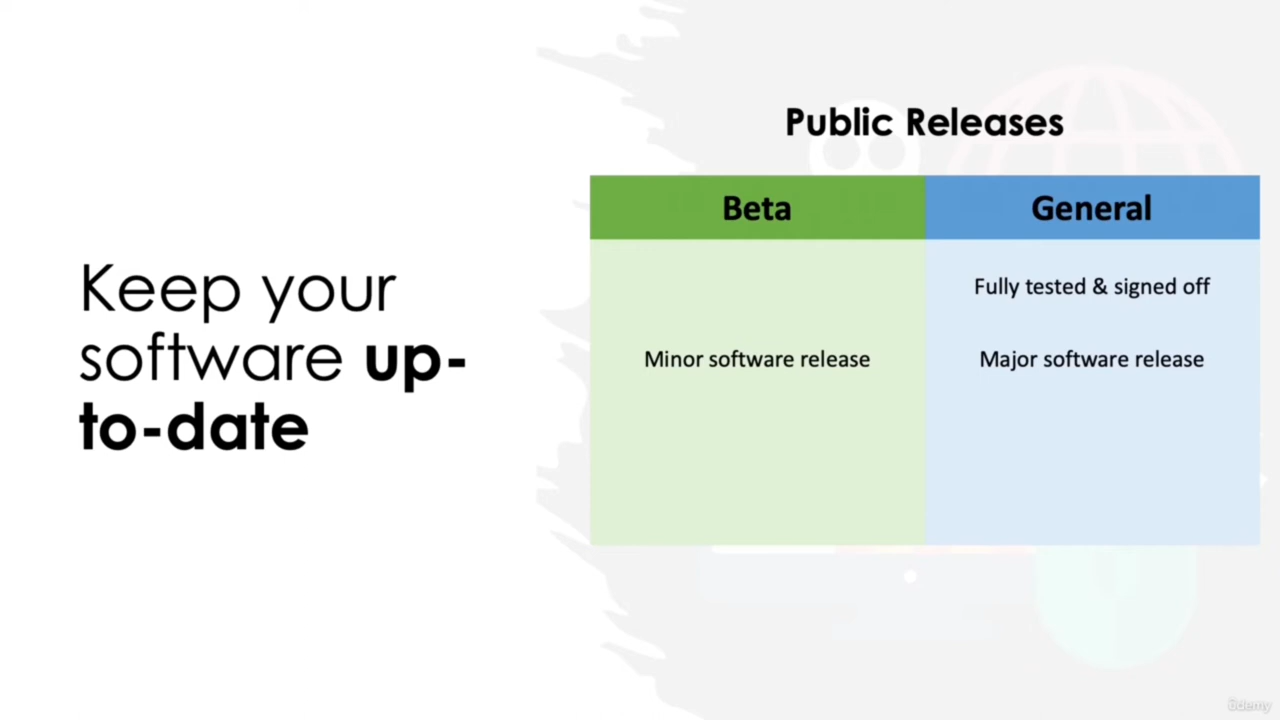 Keep your
software up-
to-date
Public Releases
Beta
General
Fully tested & signed off
Minor software release
Major software release
ûdemy